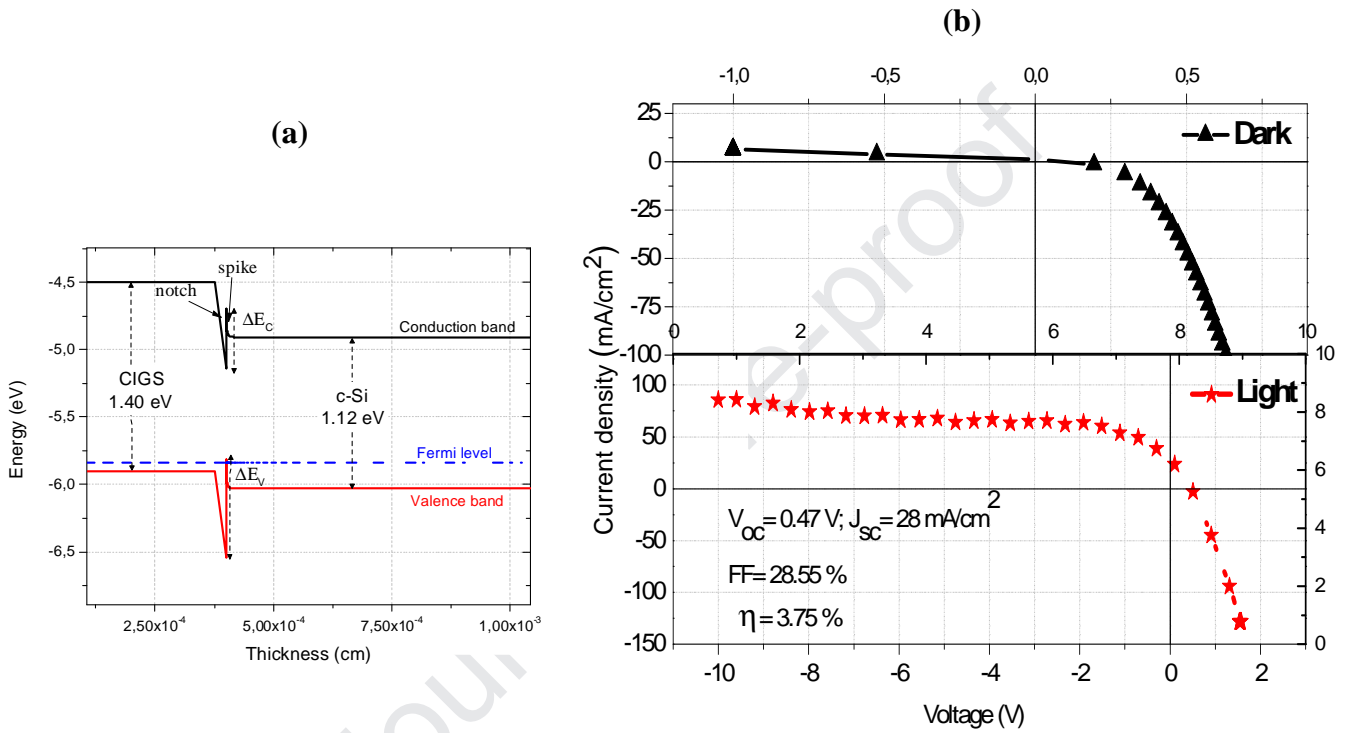 (a)
-4,5
-5,0
-5,5
-6,0
-6,5
Energy (eV)
spike
notch
ΔE_C
Conduction band
CIGS
1.40 eV
c-Si
1.12 eV
Fermi level
ΔE_V
Valence band
2,50x10^-4
5,00x10^-4
7,50x10^-4
1,00x10^-3
Thickness (cm)
(b)
-1,0
-0,5
0,0
0,5
25
0
-25
-50
-75
-100
Dark
0
2
4
6
8
10
Current density (mA/cm^2)
100
50
0
-50
-100
-150
Light
10
8
6
4
2
0
V_oc= 0.47 V; J_sc= 28 mA/cm^2
FF= 28.55 %
η = 3.75 %
-10
-8
-6
-4
-2
0
2
Voltage (V)
e-proof
Jou